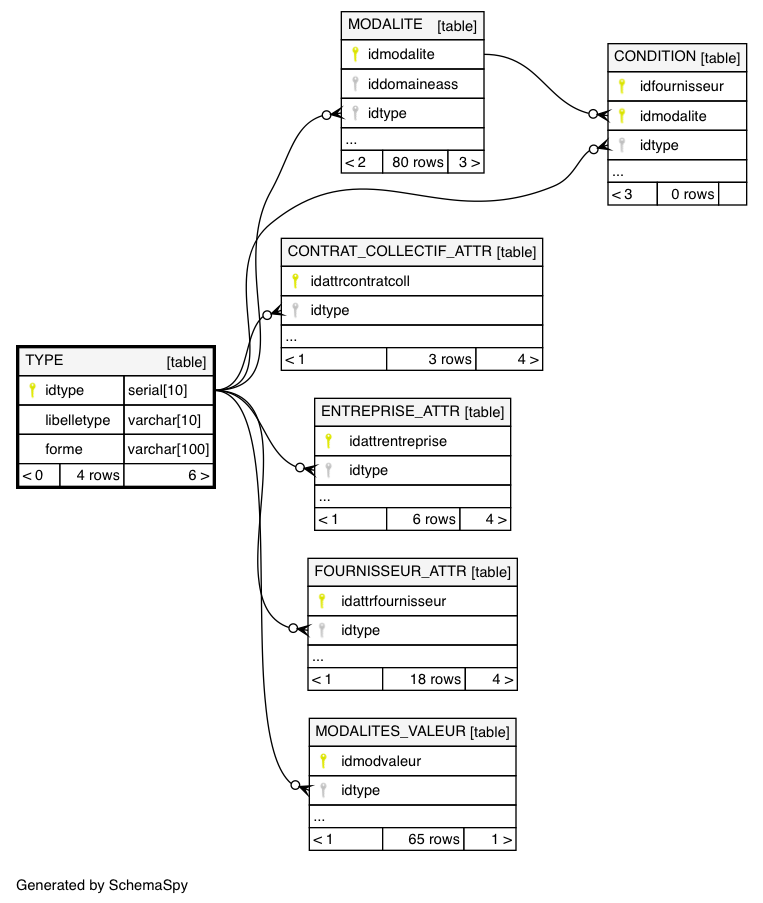 MODALITE [table]
idmodalite
iddomaineass
idtype
...
< 2 80 rows 3 >
CONDITION [table]
idfournisseur
idmodalite
idtype
...
< 3 0 rows
CONTRAT_COLLECTIF_ATTR [table]
idattrcontratcoll
idtype
...
< 1 3 rows 4 >
TYPE [table]
idtype serial[10]
libelletype varchar[10]
forme varchar[100]
< 0 4 rows 6 >
ENTREPRISE_ATTR [table]
idattrentreprise
idtype
...
< 1 6 rows 4 >
FOURNISSEUR_ATTR [table]
idattrfournisseur
idtype
...
< 1 18 rows 4 >
MODALITES_VALEUR [table]
idmodvaleur
idtype
...
< 1 65 rows 1 >
Generated by SchemaSpy